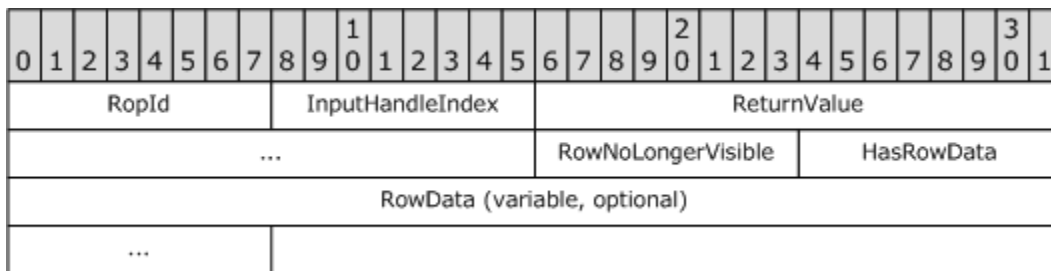 1 2 3
0 1 2 3 4 5 6 7 8 9 0 1 2 3 4 5 6 7 8 9 0 1 2 3 4 5 6 7 8 9 0 1
RopId InputHandleIndex ReturnValue
... RowNoLongerVisible HasRowData
RowData (variable, optional)
...